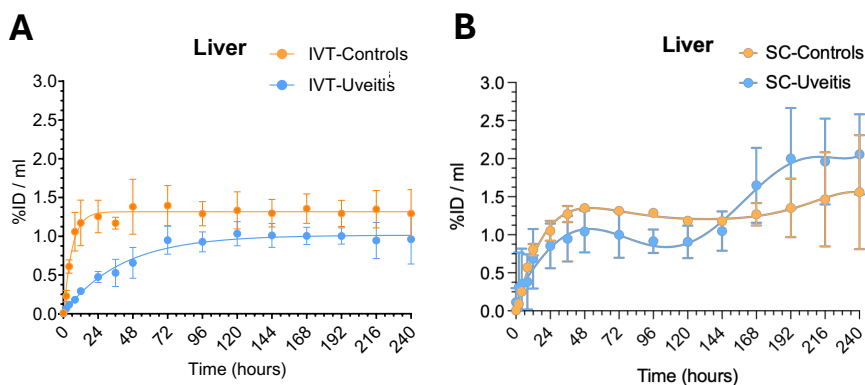 A
Liver
IVT-Controls
IVT-Uveitis
%ID / ml
3.0
2.5
2.0
1.5
1.0
0.5
0.0
0 24 48 72 96 120 144 168 192 216 240
Time (hours)
B
Liver
SC-Controls
SC-Uveitis
%ID / ml
3.0
2.5
2.0
1.5
1.0
0.5
0.0
0 24 48 72 96 120 144 168 192 216 240
Time (hours)